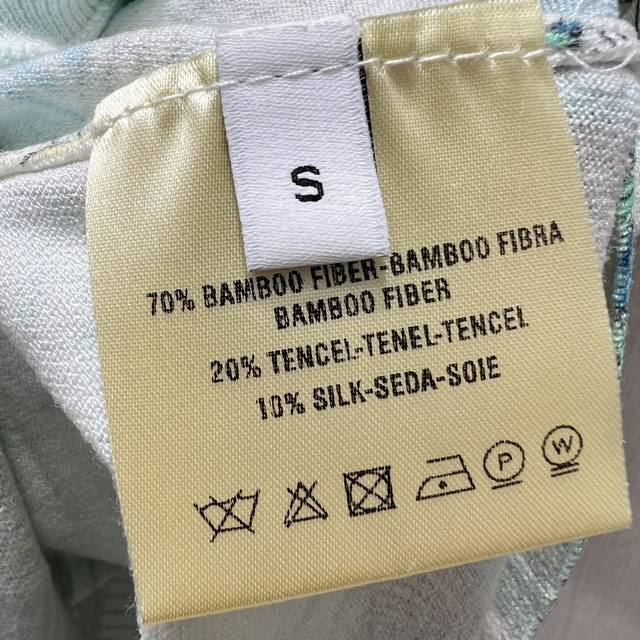 S
70% BAMBOO FIBER-BAMBOO FIBRA
BAMBOO FIBER
20% TENCEL-TENEL-TENCEL
10% SILK-SEDA-SOIE
P W